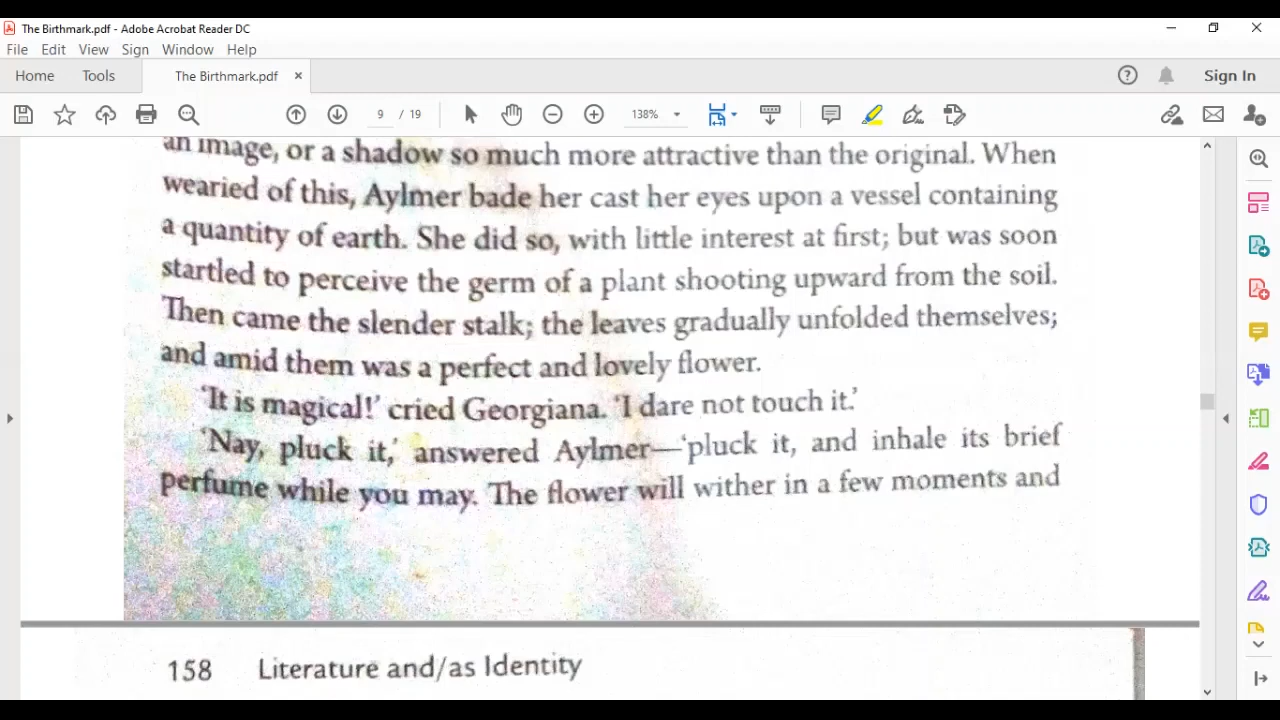 The Birthmark.pdf - Adobe Acrobat Reader DC
File Edit View Sign Window Help
Home Tools The Birthmark.pdf × Sign In
9 / 19 138%
an image, or a shadow so much more attractive than the original. When
wearied of this, Aylmer bade her cast her eyes upon a vessel containing
a quantity of earth. She did so, with little interest at first; but was soon
startled to perceive the germ of a plant shooting upward from the soil.
Then came the slender stalk; the leaves gradually unfolded themselves;
and amid them was a perfect and lovely flower.
‘It is magical!’ cried Georgiana. ‘I dare not touch it.’
‘Nay, pluck it,’ answered Aylmer—‘pluck it, and inhale its brief
perfume while you may. The flower will wither in a few moments and
158 Literature and/as Identity